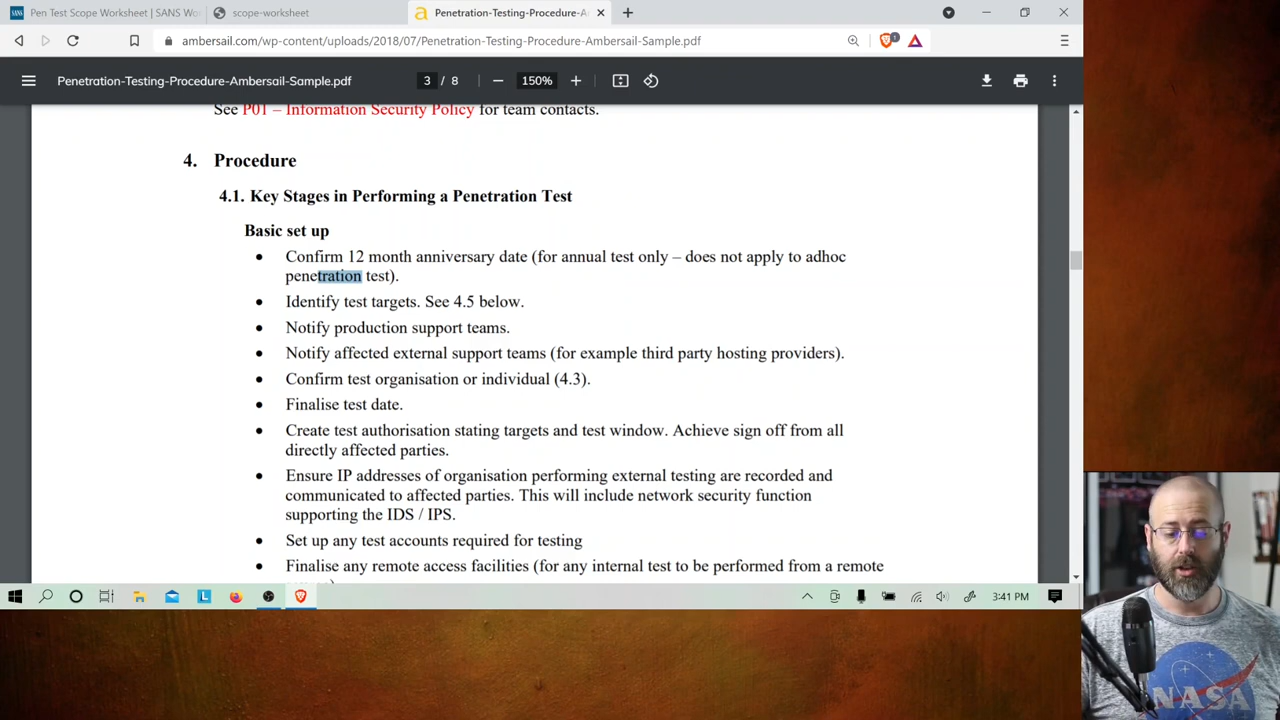 Pen Test Scope Worksheet | SANS Wo
scope-worksheet
Penetration-Testing-Procedure-A
ambersail.com/wp-content/uploads/2018/07/Penetration-Testing-Procedure-Ambersail-Sample.pdf
1
Penetration-Testing-Procedure-Ambersail-Sample.pdf
3 / 8
150%
See P01 – Information Security Policy for team contacts.
4. Procedure
4.1. Key Stages in Performing a Penetration Test
Basic set up
• Confirm 12 month anniversary date (for annual test only – does not apply to adhoc
penetration test).
• Identify test targets. See 4.5 below.
• Notify production support teams.
• Notify affected external support teams (for example third party hosting providers).
• Confirm test organisation or individual (4.3).
• Finalise test date.
• Create test authorisation stating targets and test window. Achieve sign off from all
directly affected parties.
• Ensure IP addresses of organisation performing external testing are recorded and
communicated to affected parties. This will include network security function
supporting the IDS / IPS.
• Set up any test accounts required for testing
• Finalise any remote access facilities (for any internal test to be performed from a remote
3:41 PM
NASA